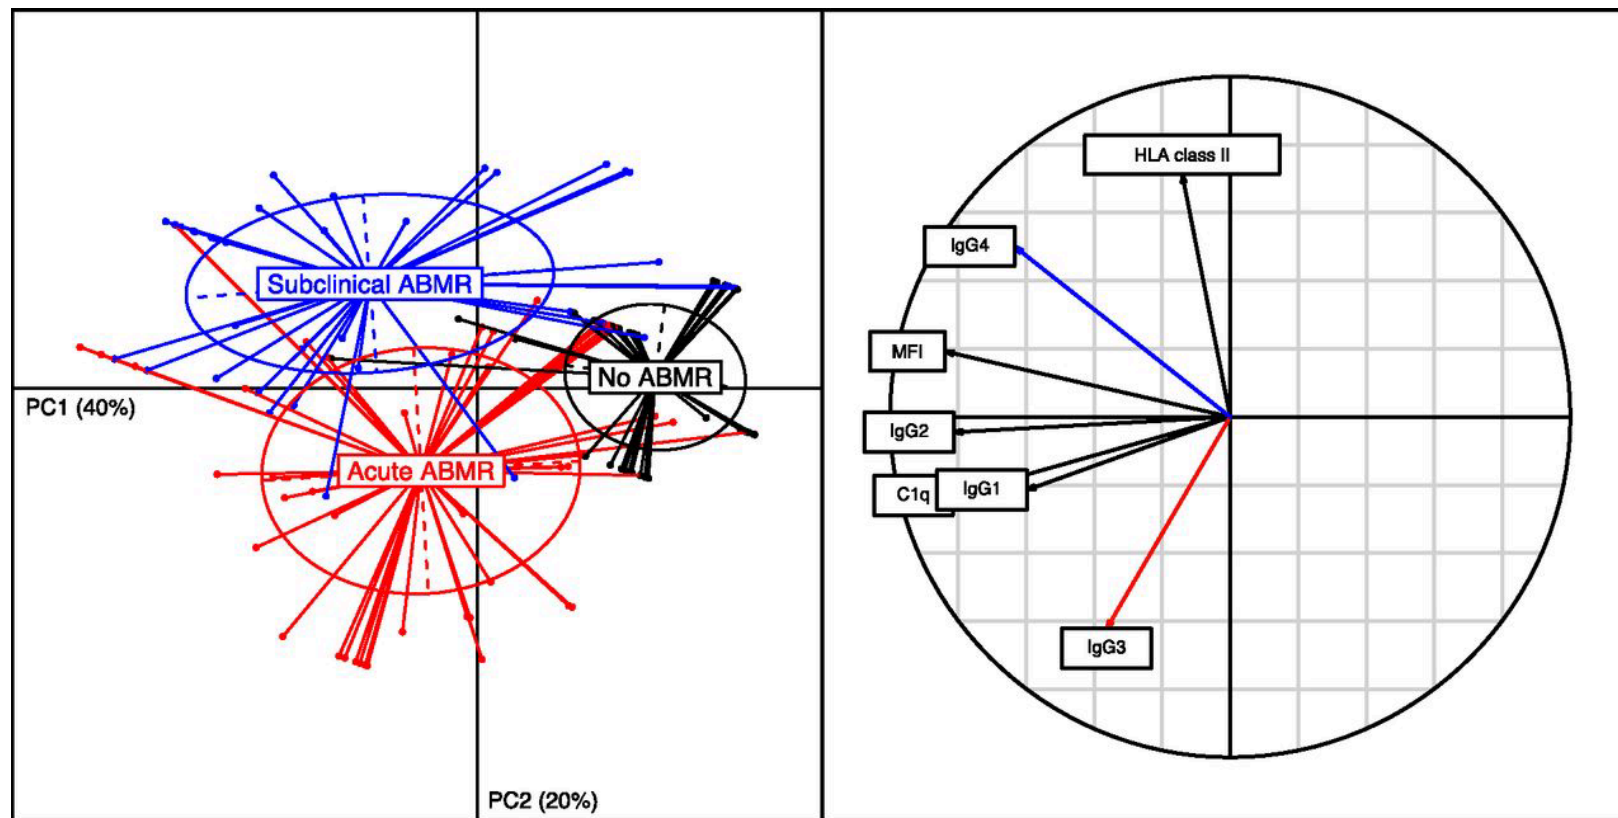 Subclinical ABMR
No ABMR
PC1 (40%)
Acute ABMR
PC2 (20%)
HLA class II
IgG4
MFI
IgG2
C1q
IgG1
IgG3